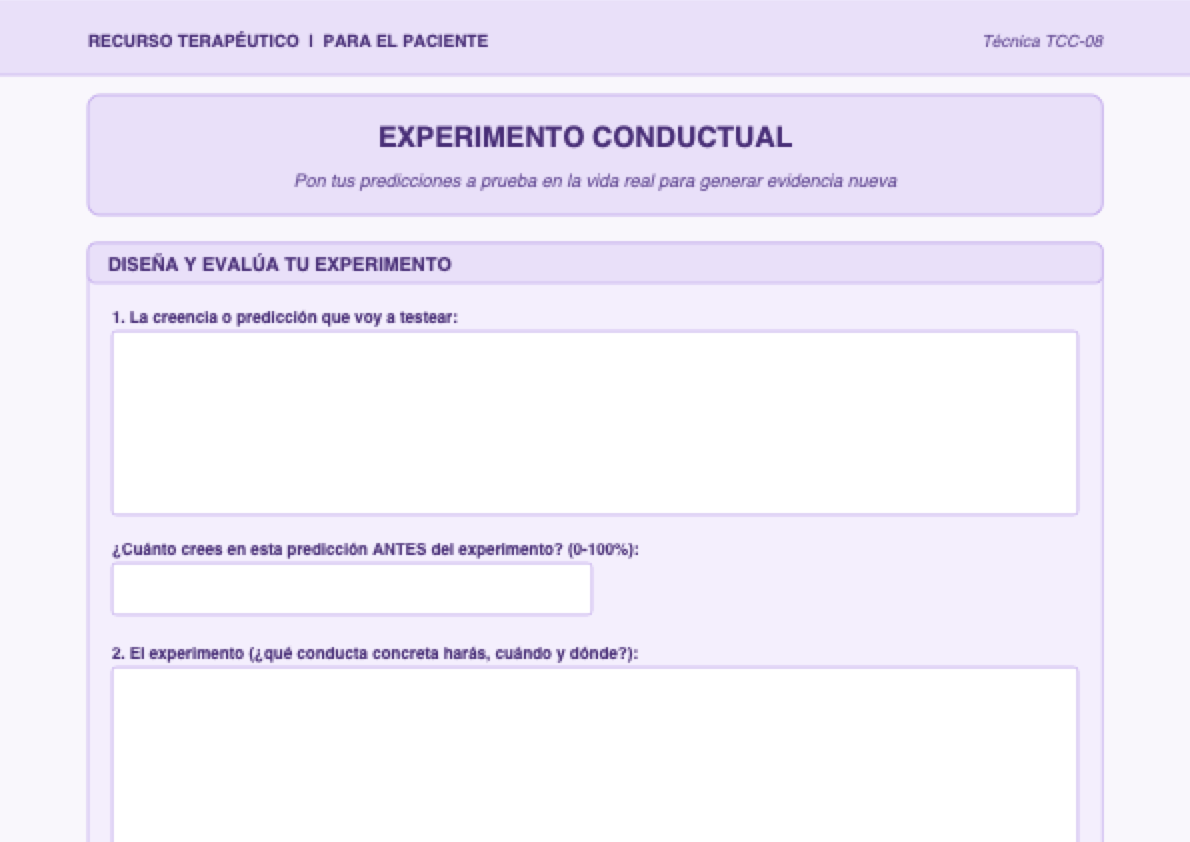 RECURSO TERAPÉUTICO | PARA EL PACIENTE
Técnica TCC-08
EXPERIMENTO CONDUCTUAL
Pon tus predicciones a prueba en la vida real para generar evidencia nueva
DISEÑA Y EVALÚA TU EXPERIMENTO
1. La creencia o predicción que voy a testear:
¿Cuánto crees en esta predicción ANTES del experimento? (0-100%):
2. El experimento (¿qué conducta concreta harás, cuándo y dónde?):